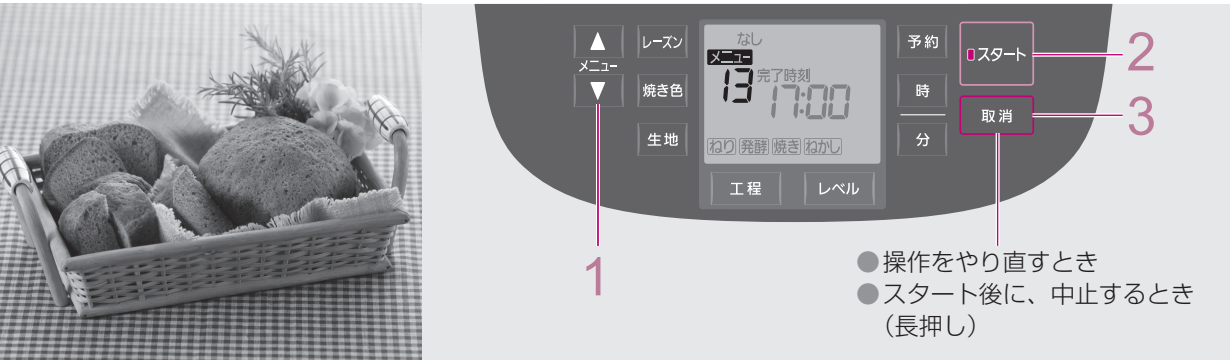 ▲
メニュー
▼
レーズン
焼き色
生地
なし
メニュー
13
完了時刻
17:00
ねり 発酵 焼き ねかし
工程
レベル
予約
時
分
スタート
取消
1
2
3
●操作をやり直すとき
●スタート後に、中止するとき
（長押し）